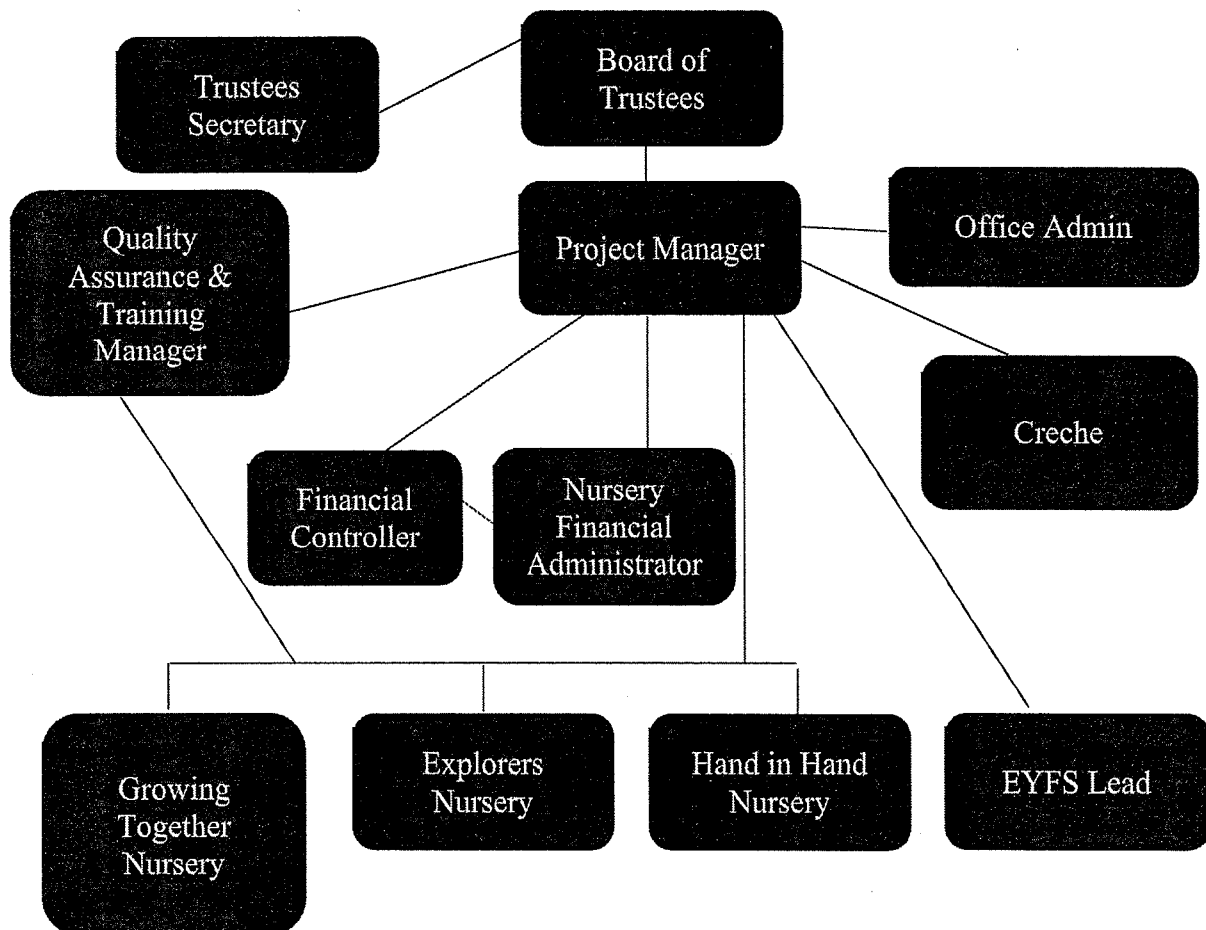 Board of
Trustees
Trustees
Secretary
Quality
Assurance &
Training
Manager
Project Manager
Office Admin
Creche
Financial
Controller
Nursery
Financial
Administrator
Growing
Together
Nursery
Explorers
Nursery
Hand in Hand
Nursery
EYFS Lead